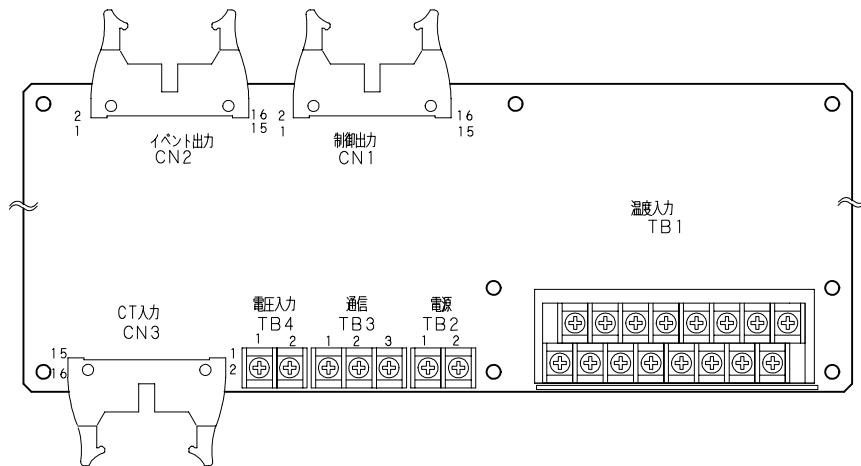 2 16 2 16
1 15 1 15
イベント出力
CN2
制御出力
CN1
温度入力
TB1
CT入力
CN3
電圧入力
TB4
通信
TB3
電源
TB2
15 1
16 2
1 2
1 2 3
1 2